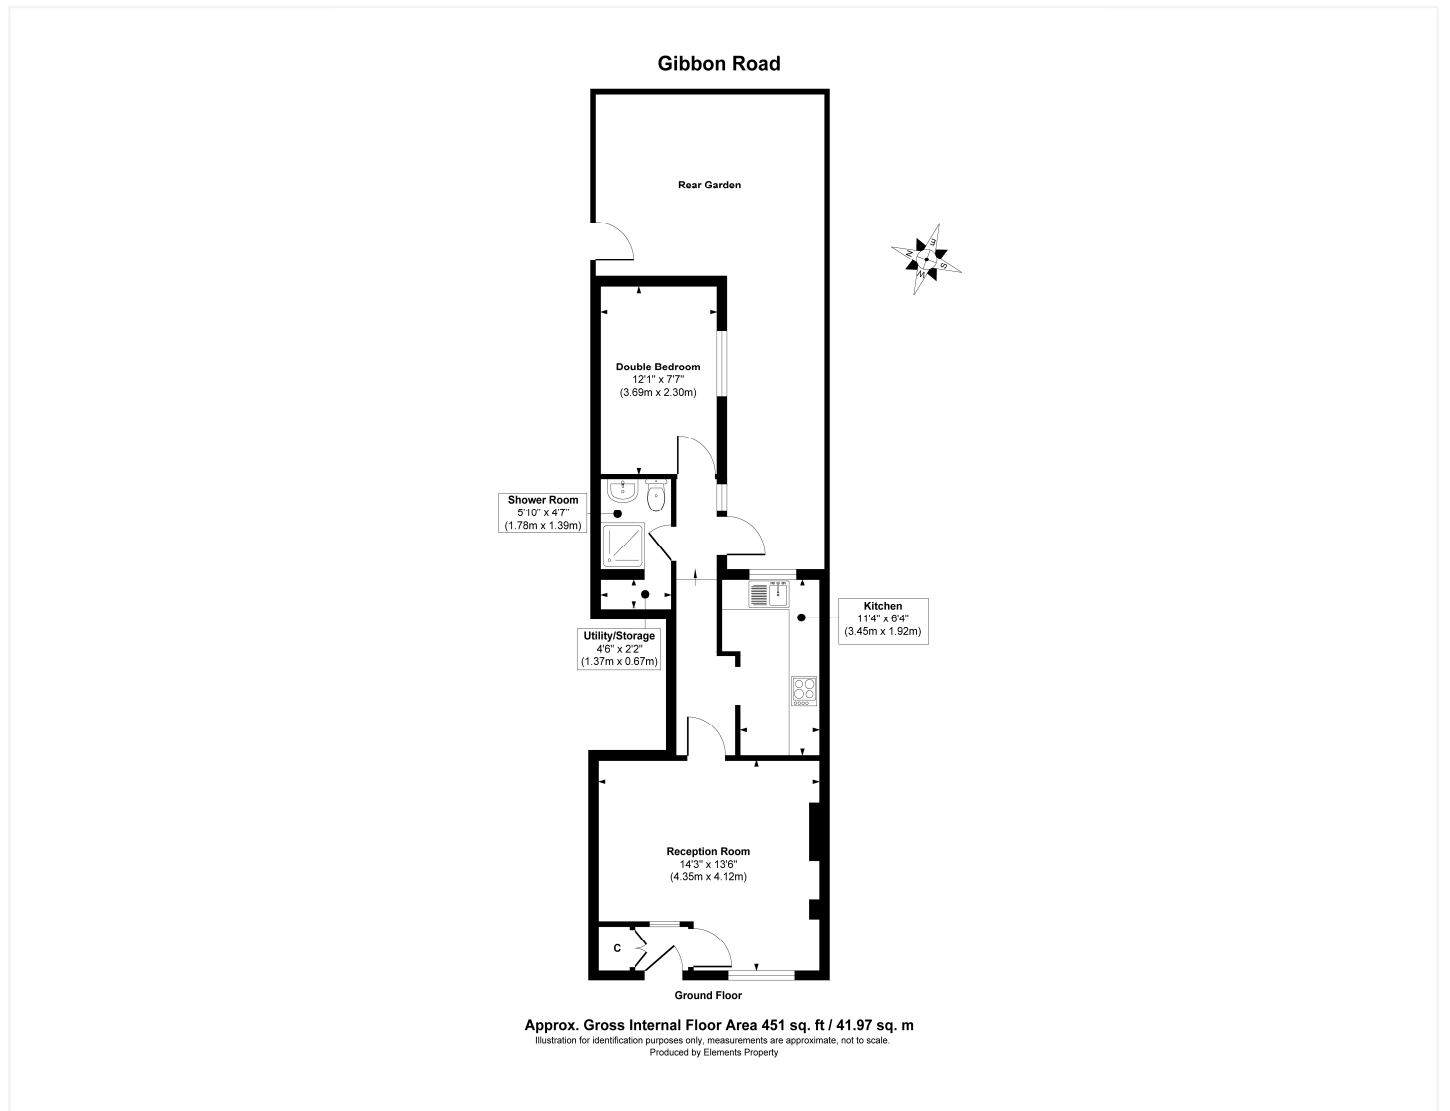 Gibbon Road
Rear Garden
N
E
S
W
Double Bedroom
12'1" x 7'7"
(3.69m x 2.30m)
Shower Room
5'10" x 4'7"
(1.78m x 1.39m)
Utility/Storage
4'6" x 2'2"
(1.37m x 0.67m)
Kitchen
11'4" x 6'4"
(3.45m x 1.92m)
Reception Room
14'3" x 13'6"
(4.35m x 4.12m)
C
Ground Floor
Approx. Gross Internal Floor Area 451 sq. ft / 41.97 sq. m
Illustration for identification purposes only, measurements are approximate, not to scale.
Produced by Elements Property